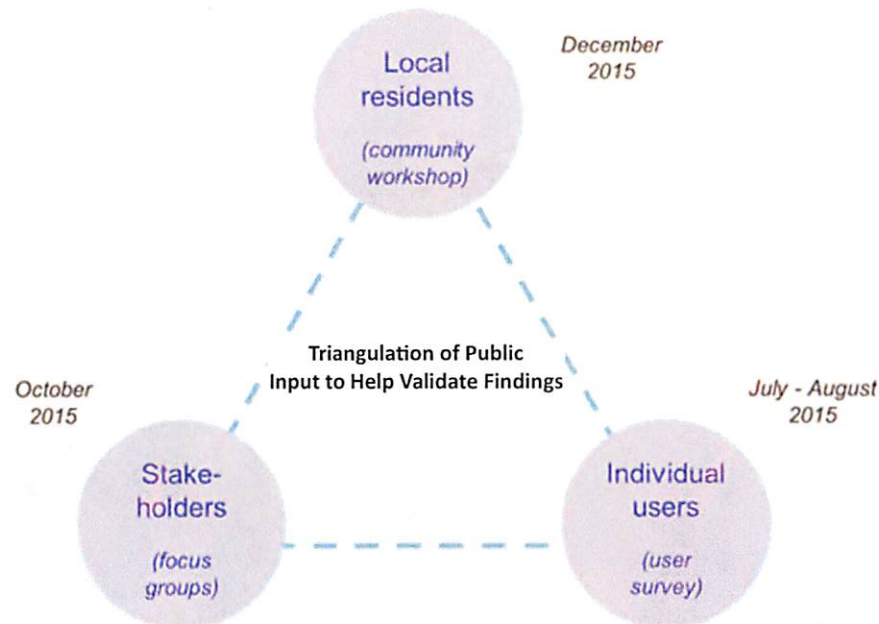 Local
residents
(community
workshop)
December
2015
Triangulation of Public
Input to Help Validate Findings
October
2015
Stake-
holders
(focus
groups)
July - August
2015
Individual
users
(user
survey)